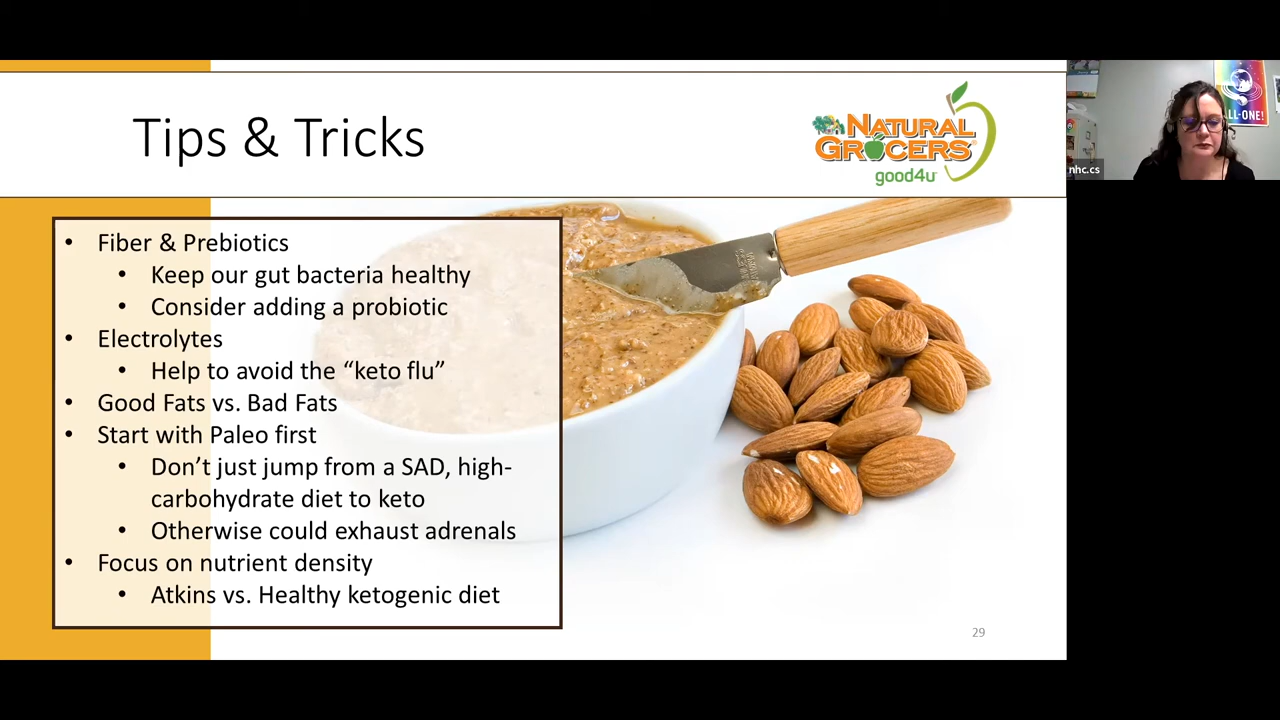 Tips & Tricks
NATURAL
GROCERS®
good4u
• Fiber & Prebiotics
• Keep our gut bacteria healthy
• Consider adding a probiotic
• Electrolytes
• Help to avoid the “keto flu”
• Good Fats vs. Bad Fats
• Start with Paleo first
• Don’t just jump from a SAD, high-
carbohydrate diet to keto
• Otherwise could exhaust adrenals
• Focus on nutrient density
• Atkins vs. Healthy ketogenic diet
29
LL-ONE!
nhc.cs